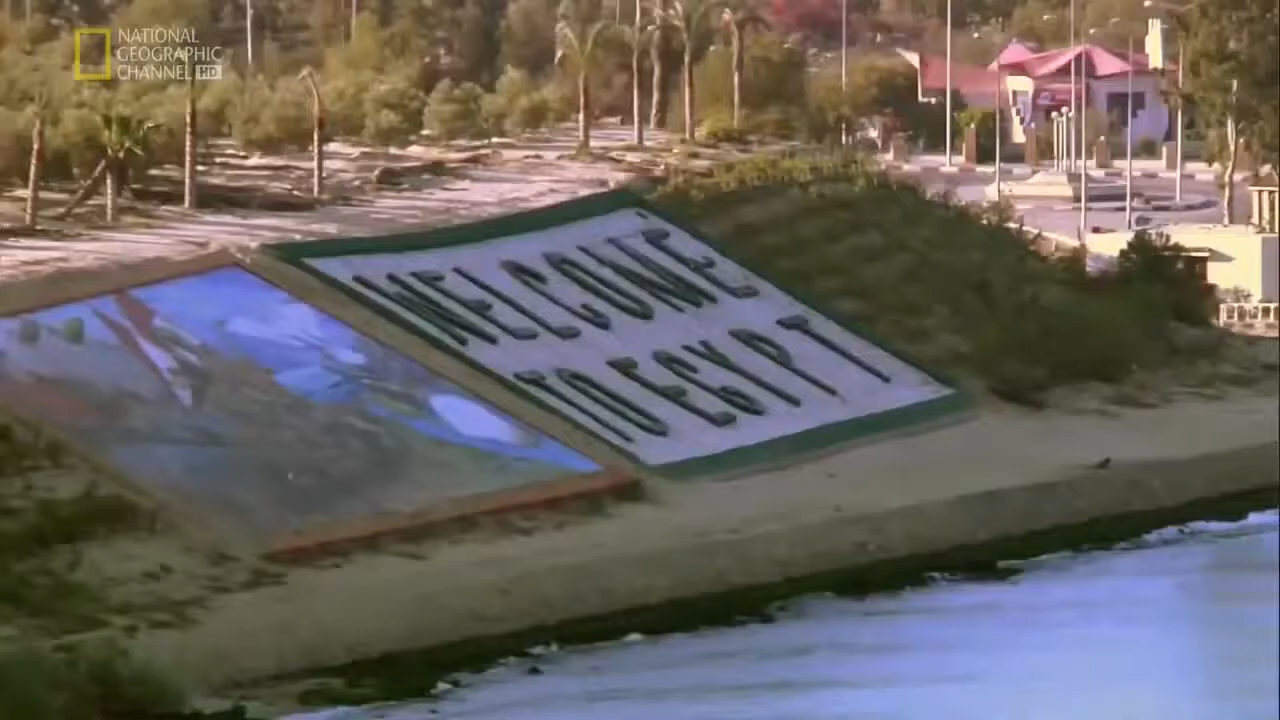 NATIONAL
GEOGRAPHIC
CHANNEL HD
WELCOME
TO EGYPT